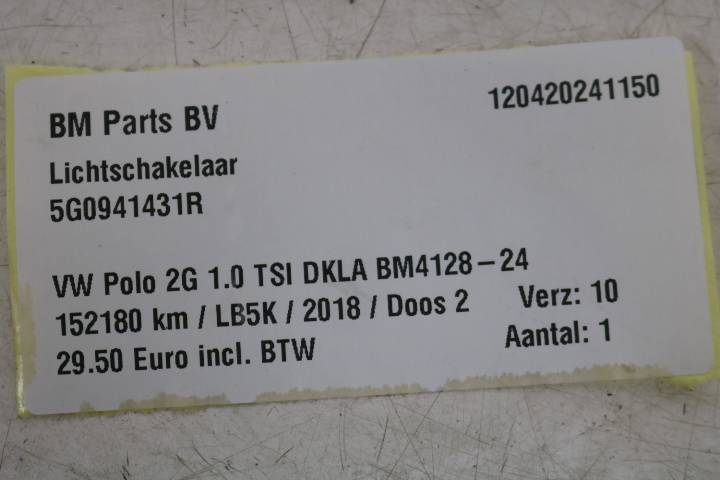 BM Parts BV
120420241150
Lichtschakelaar
5G0941431R
VW Polo 2G 1.0 TSI DKLA BM4128-24
152180 km / LB5K / 2018 / Doos 2 Verz: 10
29.50 Euro incl. BTW Aantal: 1